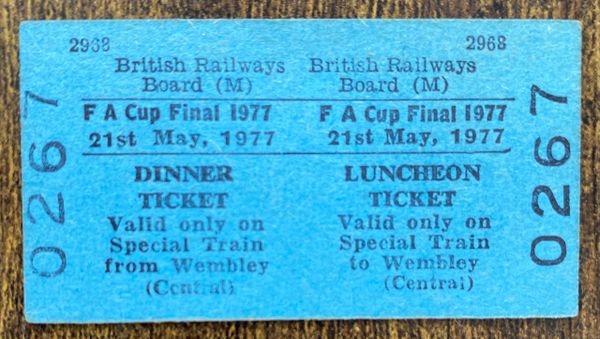 2968
British Railways
Board (M)
F A Cup Final 1977
21st May, 1977
DINNER
TICKET
Valid only on
Special Train
from Wembley
(Central)
0267
2968
British Railways
Board (M)
F A Cup Final 1977
21st May, 1977
LUNCHEON
TICKET
Valid only on
Special Train
to Wembley
(Central)
0267